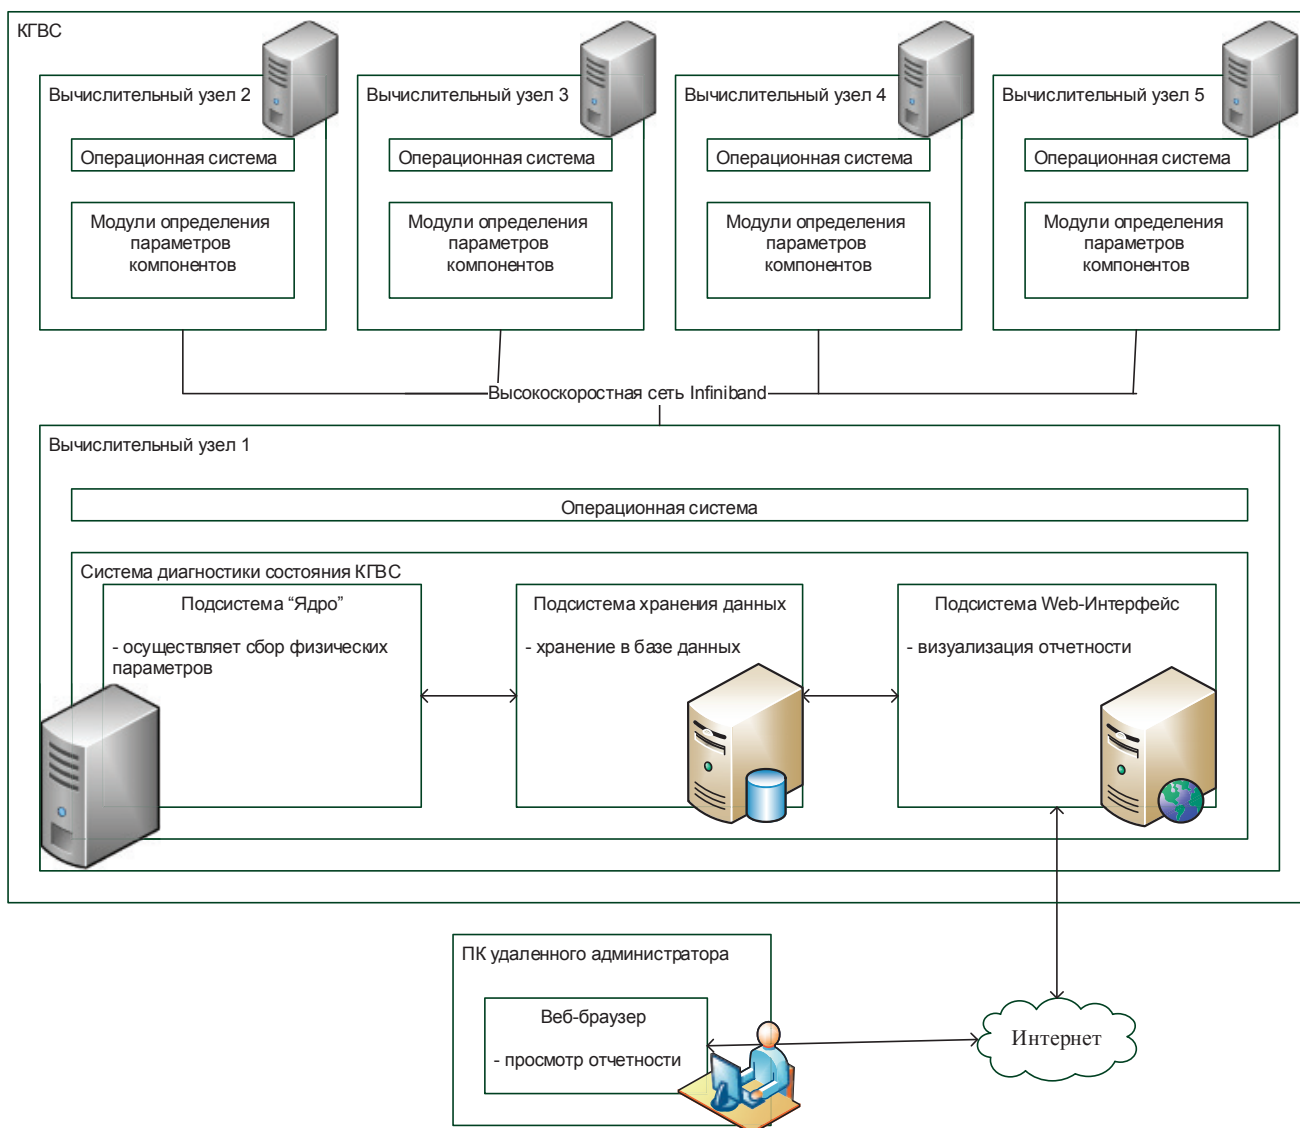 КГВС
Вычислительный узел 2
Операционная система
Модули определения
параметров
компонентов
Вычислительный узел 3
Операционная система
Модули определения
параметров
компонентов
Вычислительный узел 4
Операционная система
Модули определения
параметров
компонентов
Вычислительный узел 5
Операционная система
Модули определения
параметров
компонентов
Высокоскоростная сеть Infiniband
Вычислительный узел 1
Операционная система
Система диагностики состояния КГВС
Подсистема “Ядро”
- осуществляет сбор физических
параметров
Подсистема хранения данных
- хранение в базе данных
Подсистема Web-Интерфейс
- визуализация отчетности
ПК удаленного администратора
Веб-браузер
- просмотр отчетности
Интернет